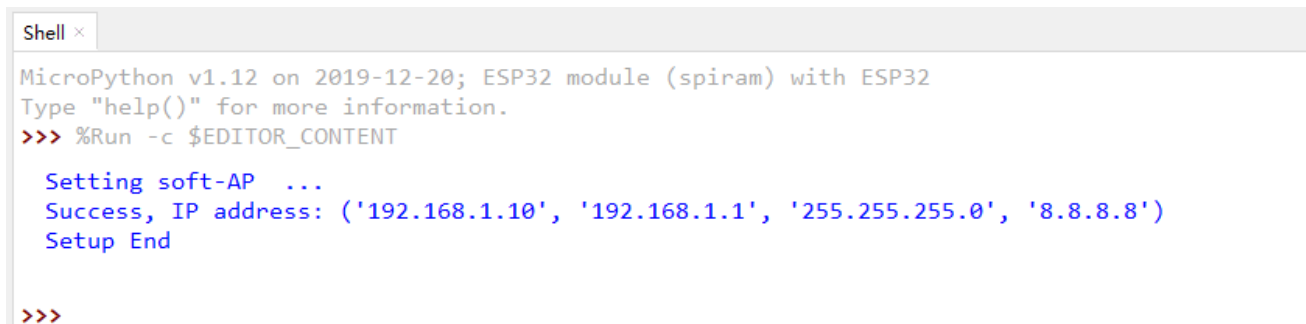 Shell ×
MicroPython v1.12 on 2019-12-20; ESP32 module (spiram) with ESP32
Type "help()" for more information.
>>> %Run -c $EDITOR_CONTENT
Setting soft-AP  ...
Success, IP address: ('192.168.1.10', '192.168.1.1', '255.255.255.0', '8.8.8.8')
Setup End
>>>